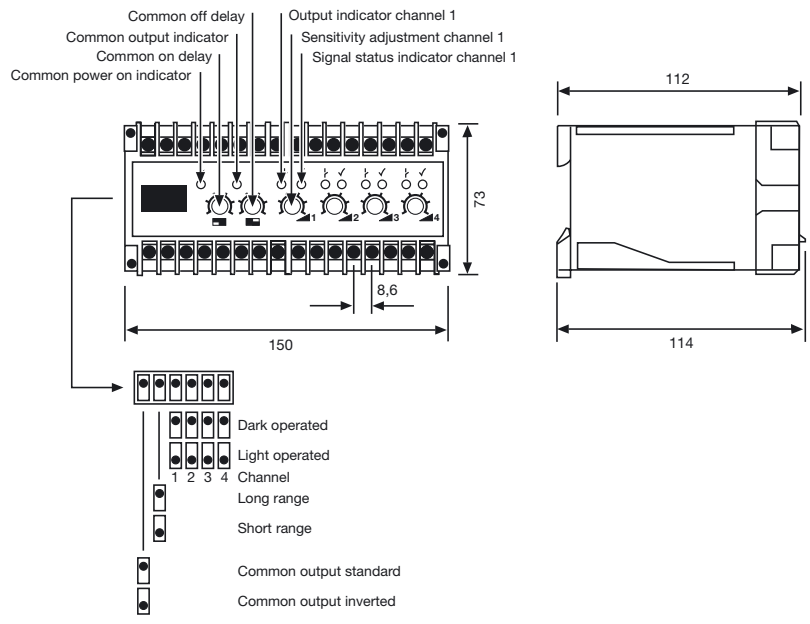 Common off delay
Output indicator channel 1
Common output indicator
Sensitivity adjustment channel 1
Common on delay
Signal status indicator channel 1
Common power on indicator
112
73
1 2 3 4
8,6
150
114
Dark operated
Light operated
1 2 3 4 Channel
Long range
Short range
Common output standard
Common output inverted